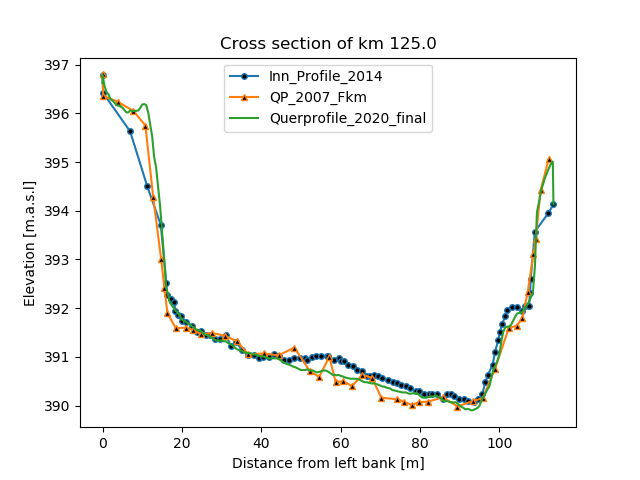 Cross section of km 125.0
Inn_Profile_2014
QP_2007_Fkm
Querprofile_2020_final
397
396
395
394
393
392
391
390
Elevation [m.a.s.l]
0 20 40 60 80 100
Distance from left bank [m]